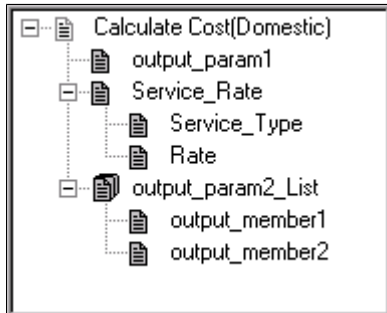 Calculate Cost(Domestic)
output_param1
Service_Rate
Service_Type
Rate
output_param2_List
output_member1
output_member2